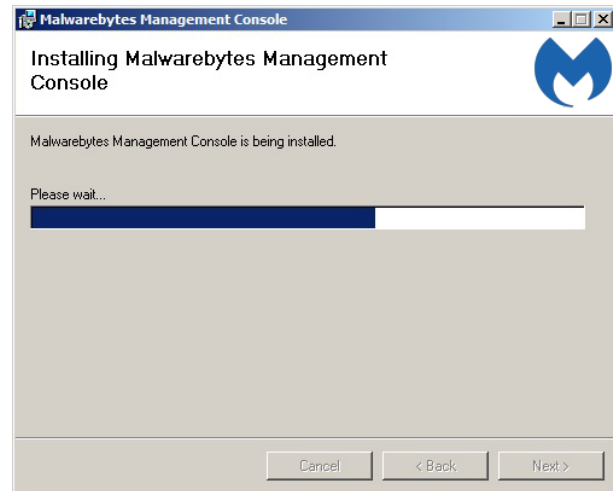 Malwarebytes Management Console
Installing Malwarebytes Management
Console
Malwarebytes Management Console is being installed.
Please wait...
Cancel
< Back
Next >